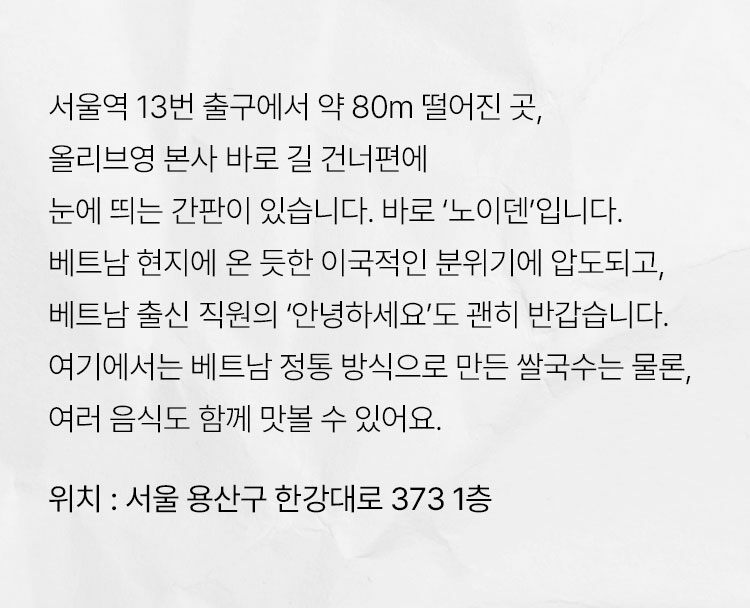 서울역 13번 출구에서 약 80m 떨어진 곳,
올리브영 본사 바로 길 건너편에
눈에 띄는 간판이 있습니다. 바로 ‘노이덴’입니다.
베트남 현지에 온 듯한 이국적인 분위기에 압도되고,
베트남 출신 직원의 ‘안녕하세요’도 괜히 반갑습니다.
여기에서는 베트남 정통 방식으로 만든 쌀국수는 물론,
여러 음식도 함께 맛볼 수 있어요.
위치 : 서울 용산구 한강대로 373 1층